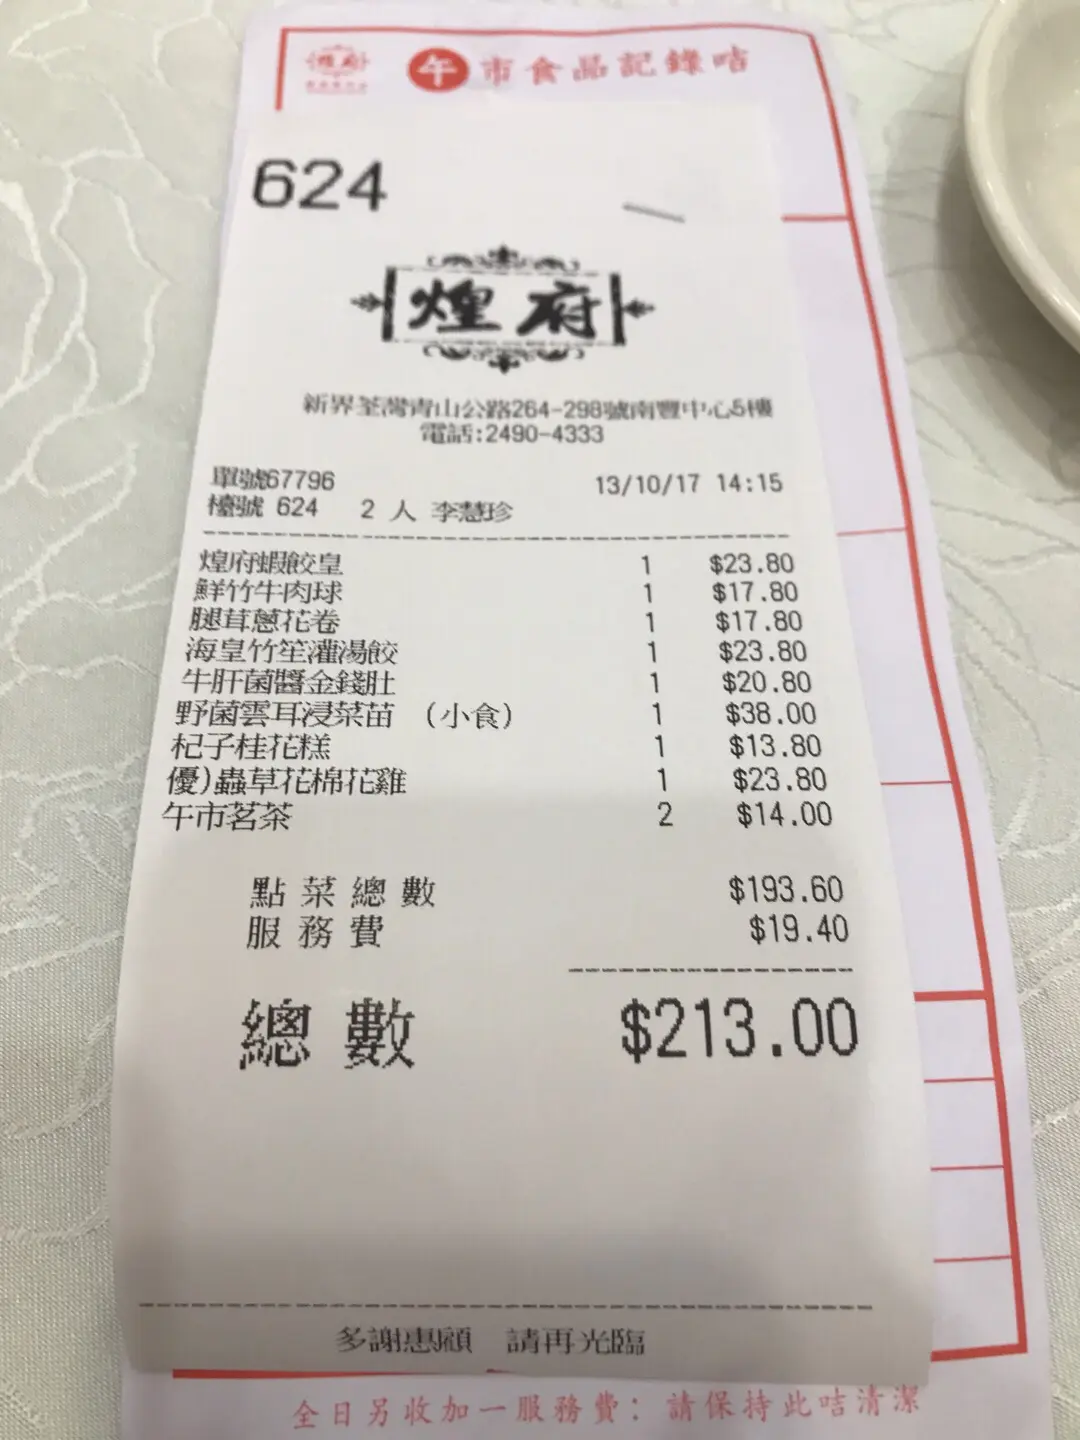 煌府
午市食品記錄咭
624
煌府
新界荃灣青山公路264-298號南豐中心5樓
電話:2490-4333
單號67796 13/10/17 14:15
檯號 624 2 人 李慧珍
煌府蝦餃皇 1 $23.80
鮮竹牛肉球 1 $17.80
腿茸蔥花卷 1 $17.80
海皇竹笙灌湯餃 1 $23.80
牛肝菌醬金錢肚 1 $20.80
野菌雲耳浸菜苗 (小食) 1 $38.00
杞子桂花糕 1 $13.80
優)蟲草花棉花雞 1 $23.80
午市茗茶 2 $14.00
點菜總數 $193.60
服務費 $19.40
總數 $213.00
多謝惠顧 請再光臨
全日另收加一服務費: 請保持此咭清潔